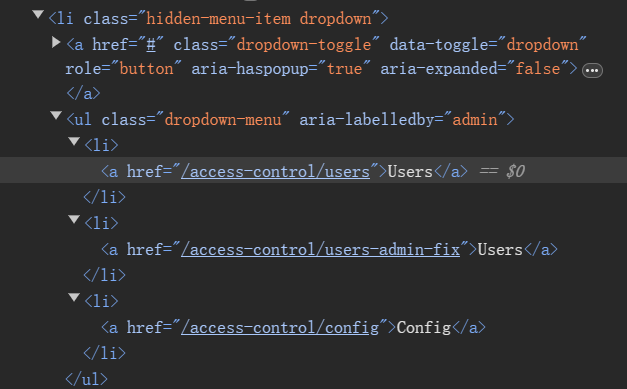 ▼<li class="hidden-menu-item dropdown">
▶<a href="#" class="dropdown-toggle" data-toggle="dropdown"
role="button" aria-haspopup="true" aria-expanded="false">⋯
</a>
▼<ul class="dropdown-menu" aria-labelledby="admin">
▼<li>
<a href="/access-control/users">Users</a> == $0
</li>
▼<li>
<a href="/access-control/users-admin-fix">Users</a>
</li>
▼<li>
<a href="/access-control/config">Config</a>
</li>
</ul>